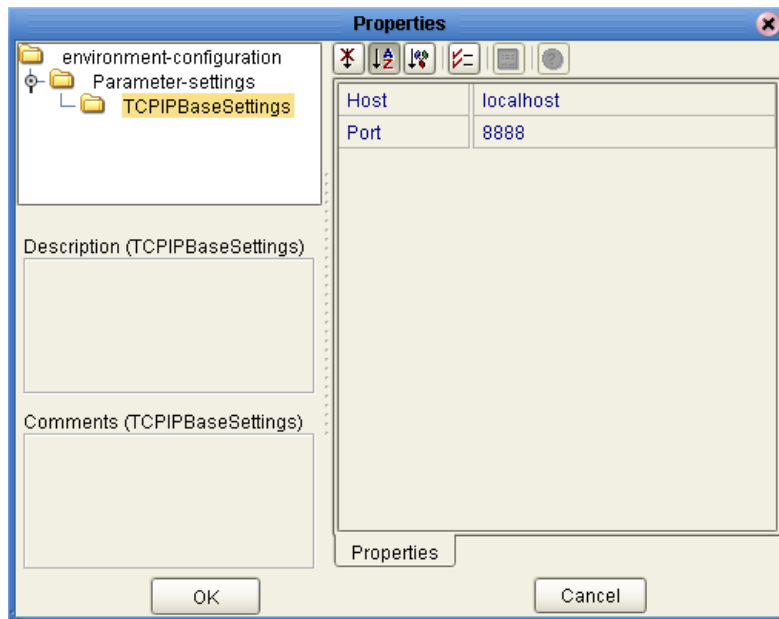 Properties
environment-configuration
Parameter-settings
TCPIPBaseSettings
Description (TCPIPBaseSettings)
Comments (TCPIPBaseSettings)
Host localhost
Port 8888
Properties
OK Cancel